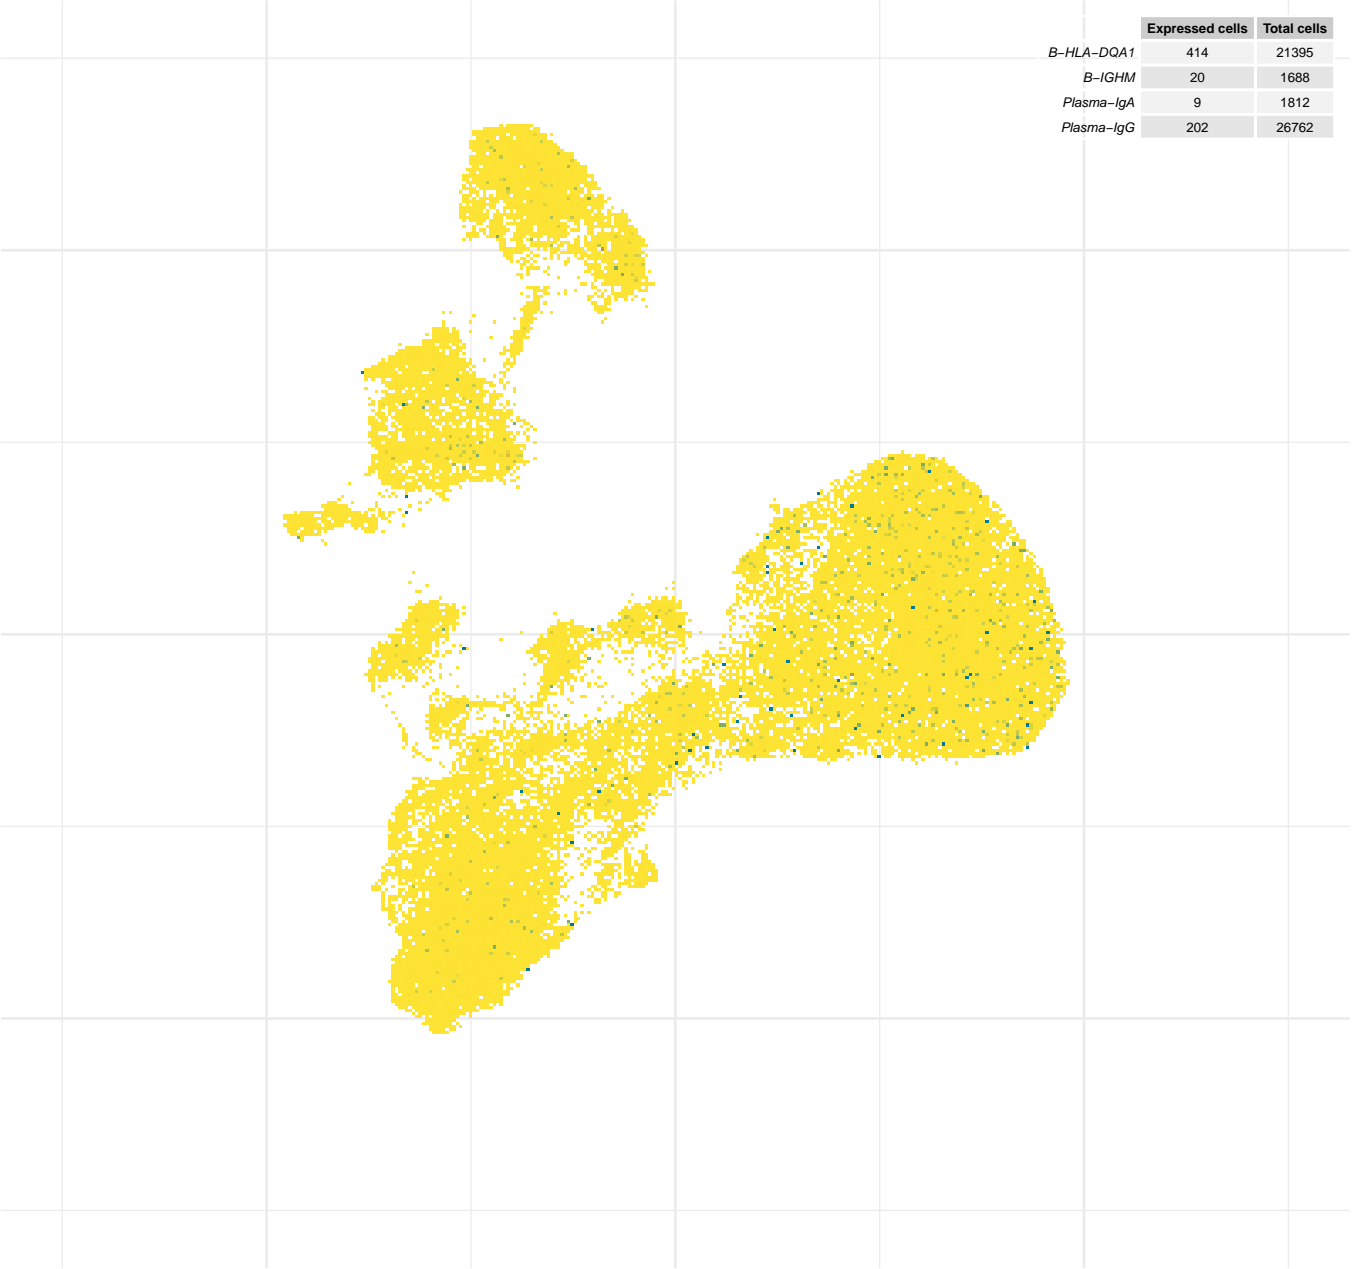 Expressed cells Total cells
B−HLA−DQA1 414 21395
B−IGHM 20 1688
Plasma−IgA 9 1812
Plasma−IgG 202 26762